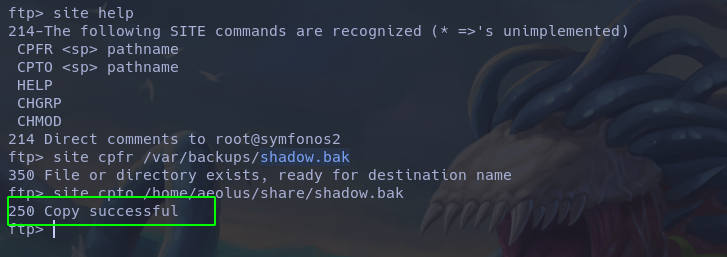 ftp> site help
214-The following SITE commands are recognized (* =>'s unimplemented)
CPFR <sp> pathname
CPTO <sp> pathname
HELP
CHGRP
CHMOD
214 Direct comments to root@symfonos2
ftp> site cpfr /var/backups/shadow.bak
350 File or directory exists, ready for destination name
ftp> site cpto /home/aeolus/share/shadow.bak
250 Copy successful
ftp>